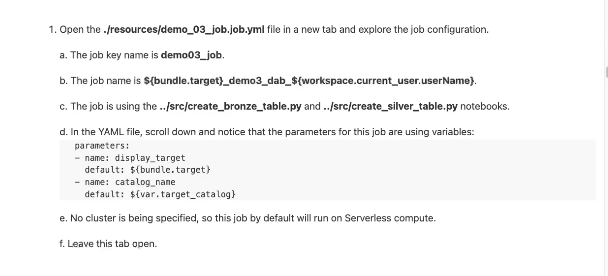 1. Open the ./resources/demo_03_job.job.yml file in a new tab and explore the job configuration.
a. The job key name is demo03_job.
b. The job name is ${bundle.target}_demo3_dab_${workspace.current_user.userName}.
c. The job is using the ../src/create_bronze_table.py and ../src/create_silver_table.py notebooks.
d. In the YAML file, scroll down and notice that the parameters for this job are using variables:
parameters:
- name: display_target
default: ${bundle.target}
- name: catalog_name
default: ${var.target_catalog}
e. No cluster is being specified, so this job by default will run on Serverless compute.
f. Leave this tab open.